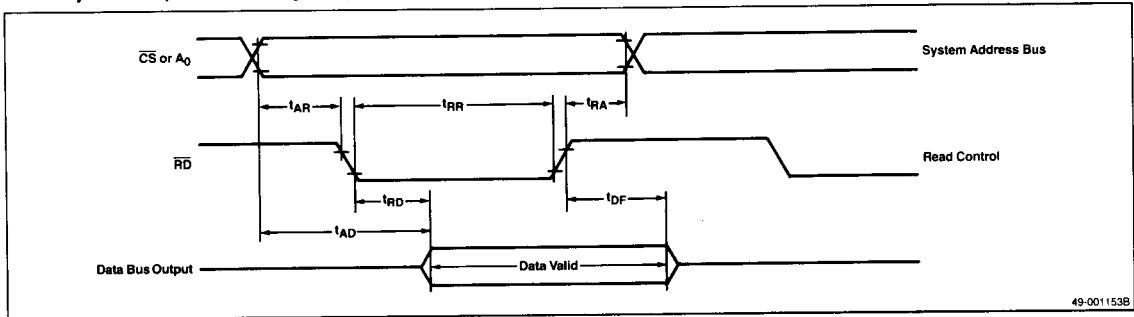 CS or A0
System Address Bus
tAR
tRR
tRA
RD
Read Control
tRD
tDF
tAD
Data Bus Output
Data Valid
49-001153B